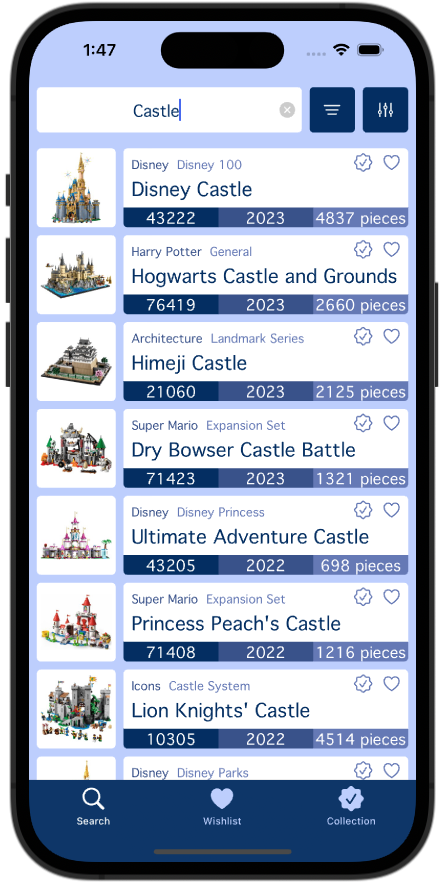 1:47
Castle
Disney Disney 100
Disney Castle
43222 2023 4837 pieces
Harry Potter General
Hogwarts Castle and Grounds
76419 2023 2660 pieces
Architecture Landmark Series
Himeji Castle
21060 2023 2125 pieces
Super Mario Expansion Set
Dry Bowser Castle Battle
71423 2023 1321 pieces
Disney Disney Princess
Ultimate Adventure Castle
43205 2022 698 pieces
Super Mario Expansion Set
Princess Peach's Castle
71408 2022 1216 pieces
Icons Castle System
Lion Knights' Castle
10305 2022 4514 pieces
Disney Disney Parks
Search Wishlist Collection